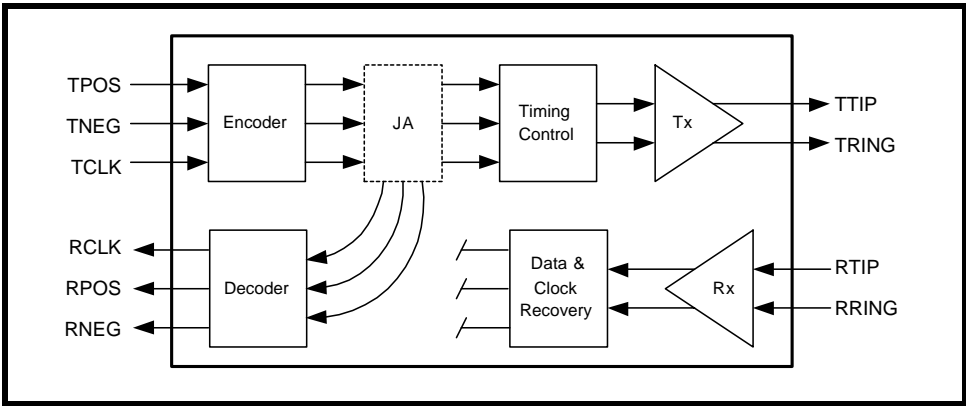 TPOS
TNEG
TCLK
Encoder
JA
Timing
Control
Tx
TTIP
TRING
RCLK
RPOS
RNEG
Decoder
Data &
Clock
Recovery
Rx
RTIP
RRING